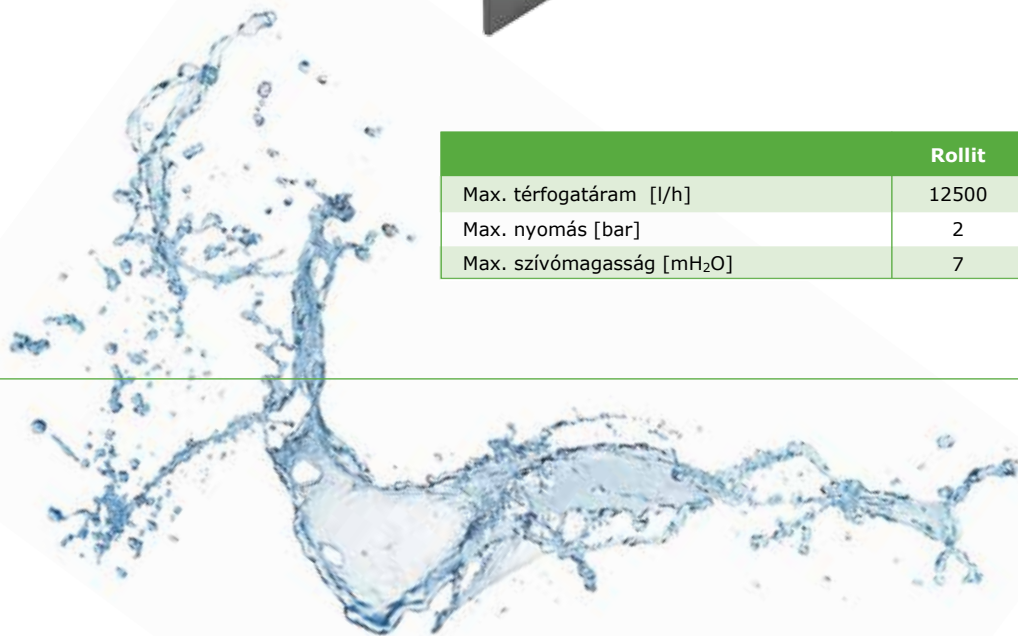 Rollit
Max. térfogatáram [l/h] 12500
Max. nyomás [bar] 2
Max. szívómagasság [mH₂O] 7